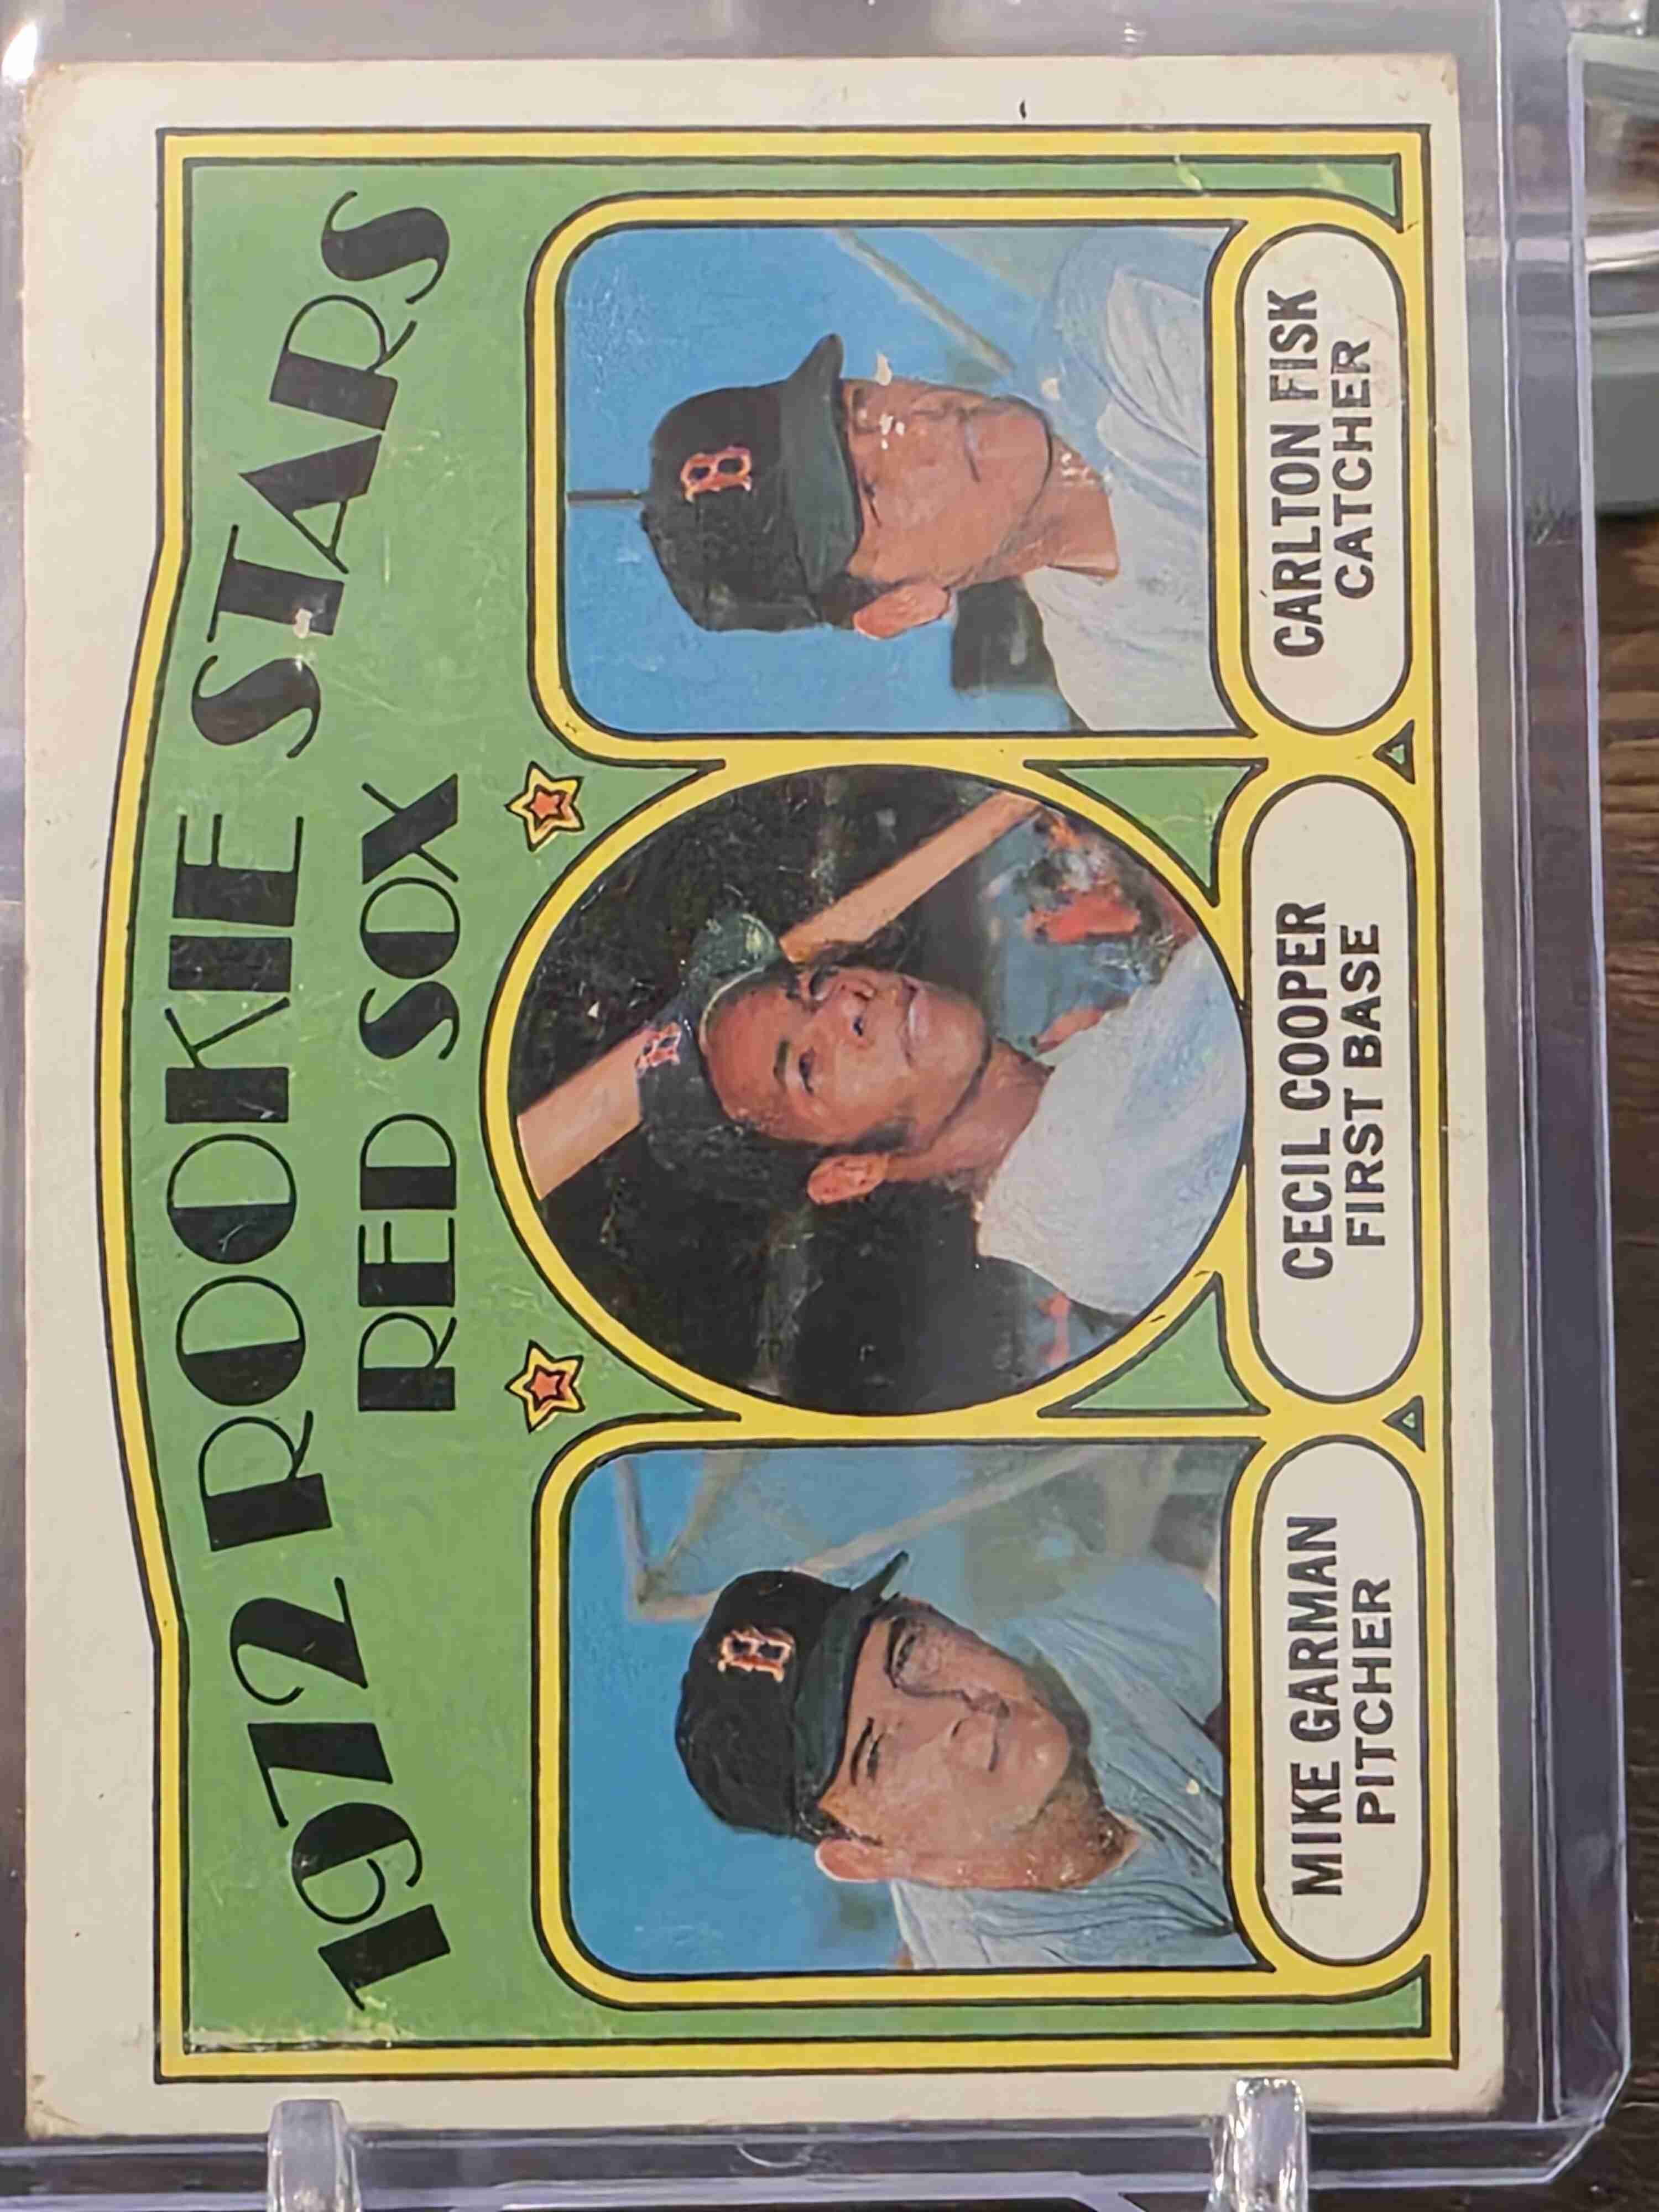 1972 ROOKIE STARS
RED SOX
MIKE GARMAN
PITCHER
CECIL COOPER
FIRST BASE
CARLTON FISK
CATCHER
B
B
B